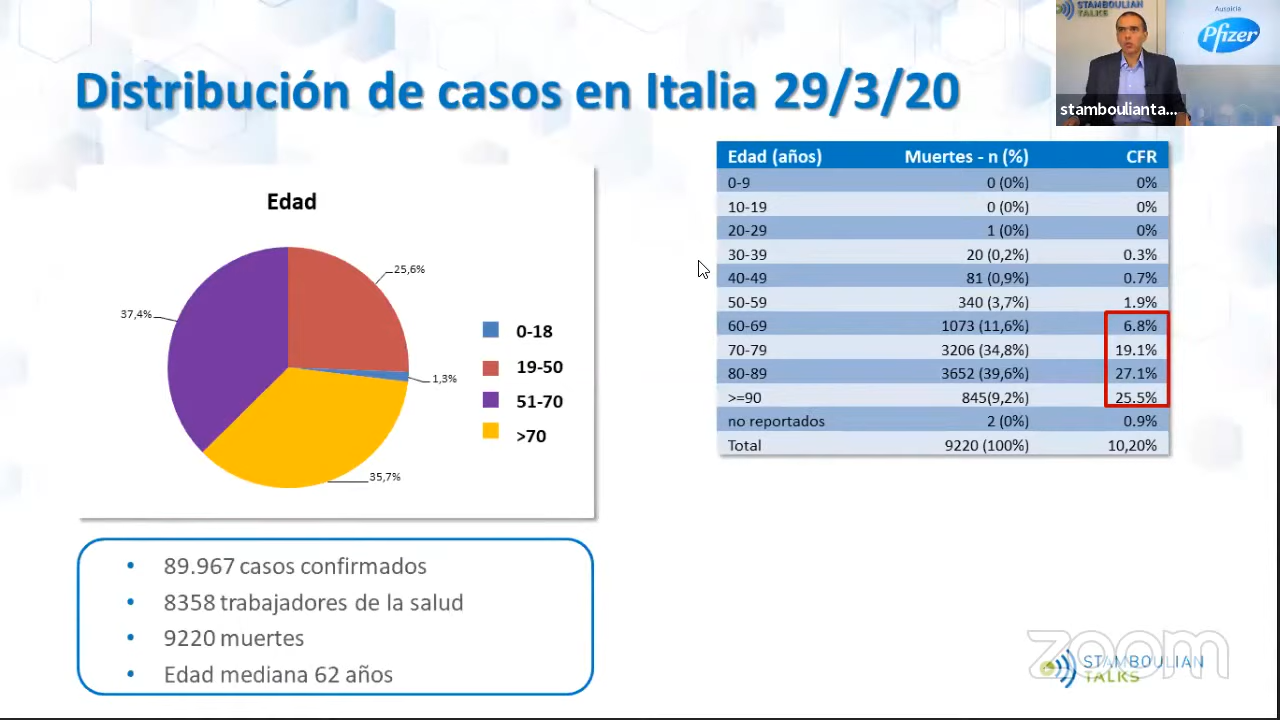 STAMBOULIAN
TALKS
Auspicia
Pfizer
stamboulianta...
Distribución de casos en Italia 29/3/20
Edad
25,6%
37,4%
1,3%
35,7%
0-18
19-50
51-70
>70
Edad (años) Muertes - n (%) CFR
0-9 0 (0%) 0%
10-19 0 (0%) 0%
20-29 1 (0%) 0%
30-39 20 (0,2%) 0.3%
40-49 81 (0,9%) 0.7%
50-59 340 (3,7%) 1.9%
60-69 1073 (11,6%) 6.8%
70-79 3206 (34,8%) 19.1%
80-89 3652 (39,6%) 27.1%
>=90 845(9,2%) 25.5%
no reportados 2 (0%) 0.9%
Total 9220 (100%) 10,20%
• 89.967 casos confirmados
• 8358 trabajadores de la salud
• 9220 muertes
• Edad mediana 62 años
zoom
STAMBOULIAN
TALKS